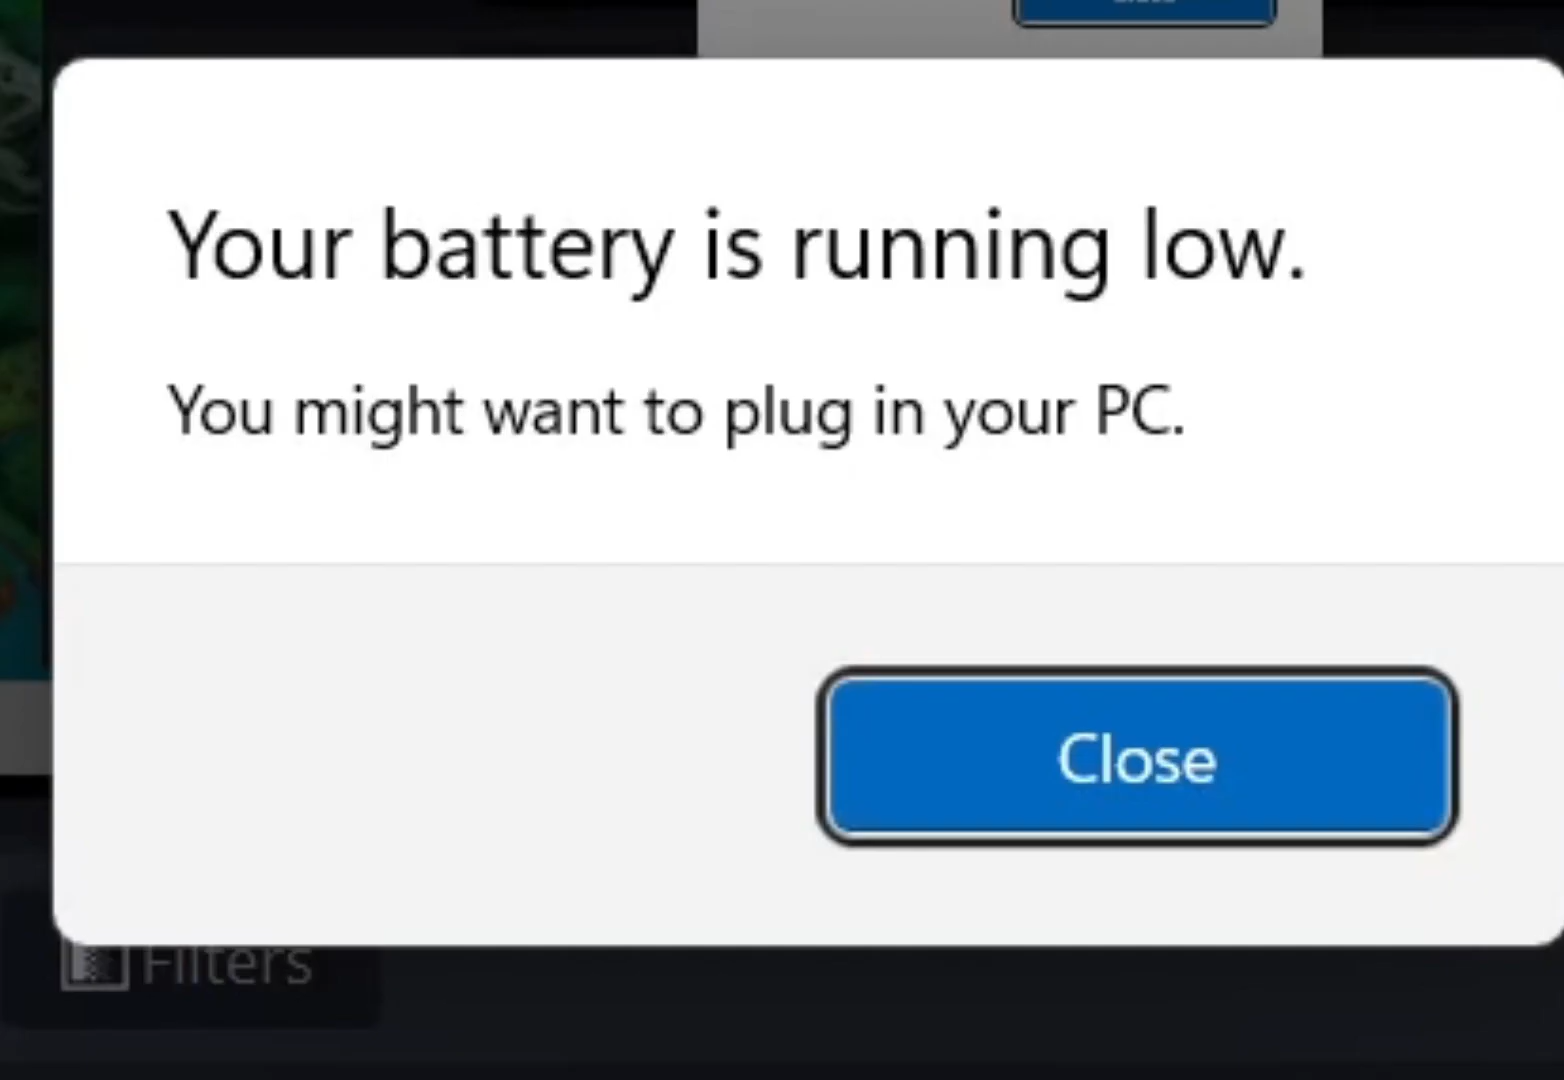 Your battery is running low.
You might want to plug in your PC.
Close
Filters